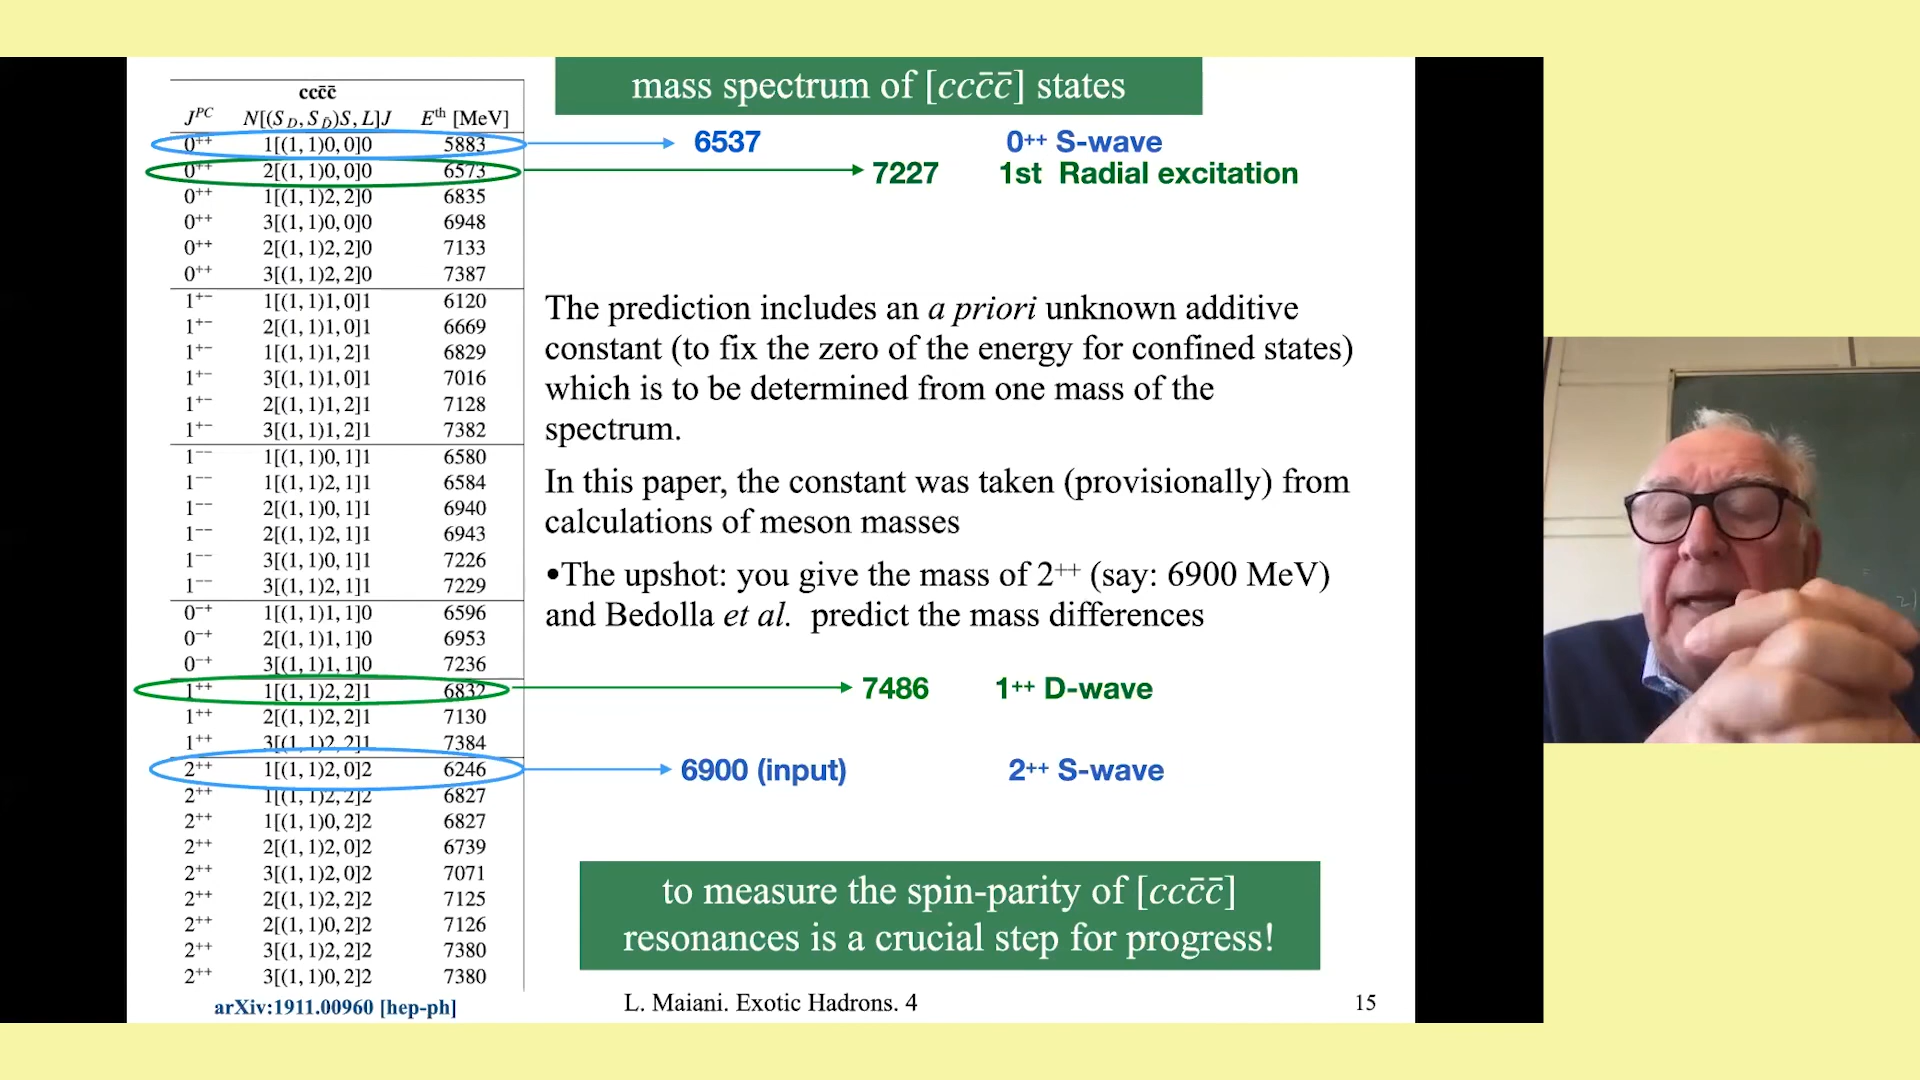 mass spectrum of [ccc̄c̄] states
ccc̄c̄
J^PC N[(S_D, S_D̄)S, L]J E^th [MeV]
0++ 1[(1, 1)0, 0]0 5883
0++ 2[(1, 1)0, 0]0 6573
0++ 1[(1, 1)2, 2]0 6835
0++ 3[(1, 1)0, 0]0 6948
0++ 2[(1, 1)2, 2]0 7133
0++ 3[(1, 1)2, 2]0 7387
1+− 1[(1, 1)1, 0]1 6120
1+− 2[(1, 1)1, 0]1 6669
1+− 1[(1, 1)1, 2]1 6829
1+− 3[(1, 1)1, 0]1 7016
1+− 2[(1, 1)1, 2]1 7128
1+− 3[(1, 1)1, 2]1 7382
1−− 1[(1, 1)0, 1]1 6580
1−− 1[(1, 1)2, 1]1 6584
1−− 2[(1, 1)0, 1]1 6940
1−− 2[(1, 1)2, 1]1 6943
1−− 3[(1, 1)0, 1]1 7226
1−− 3[(1, 1)2, 1]1 7229
0−+ 1[(1, 1)1, 1]0 6596
0−+ 2[(1, 1)1, 1]0 6953
0−+ 3[(1, 1)1, 1]0 7236
1++ 1[(1, 1)2, 2]1 6832
1++ 2[(1, 1)2, 2]1 7130
1++ 3[(1, 1)2, 2]1 7384
2++ 1[(1, 1)2, 0]2 6246
2++ 1[(1, 1)2, 2]2 6827
2++ 1[(1, 1)0, 2]2 6827
2++ 2[(1, 1)2, 0]2 6739
2++ 3[(1, 1)2, 0]2 7071
2++ 2[(1, 1)2, 2]2 7125
2++ 2[(1, 1)0, 2]2 7126
2++ 3[(1, 1)2, 2]2 7380
2++ 3[(1, 1)0, 2]2 7380
arXiv:1911.00960 [hep-ph]
6537 0++ S-wave
7227 1st Radial excitation
The prediction includes an a priori unknown additive
constant (to fix the zero of the energy for confined states)
which is to be determined from one mass of the
spectrum.
In this paper, the constant was taken (provisionally) from
calculations of meson masses
•The upshot: you give the mass of 2++ (say: 6900 MeV)
and Bedolla et al. predict the mass differences
7486 1++ D-wave
6900 (input) 2++ S-wave
to measure the spin-parity of [ccc̄c̄]
resonances is a crucial step for progress!
L. Maiani. Exotic Hadrons. 4
15